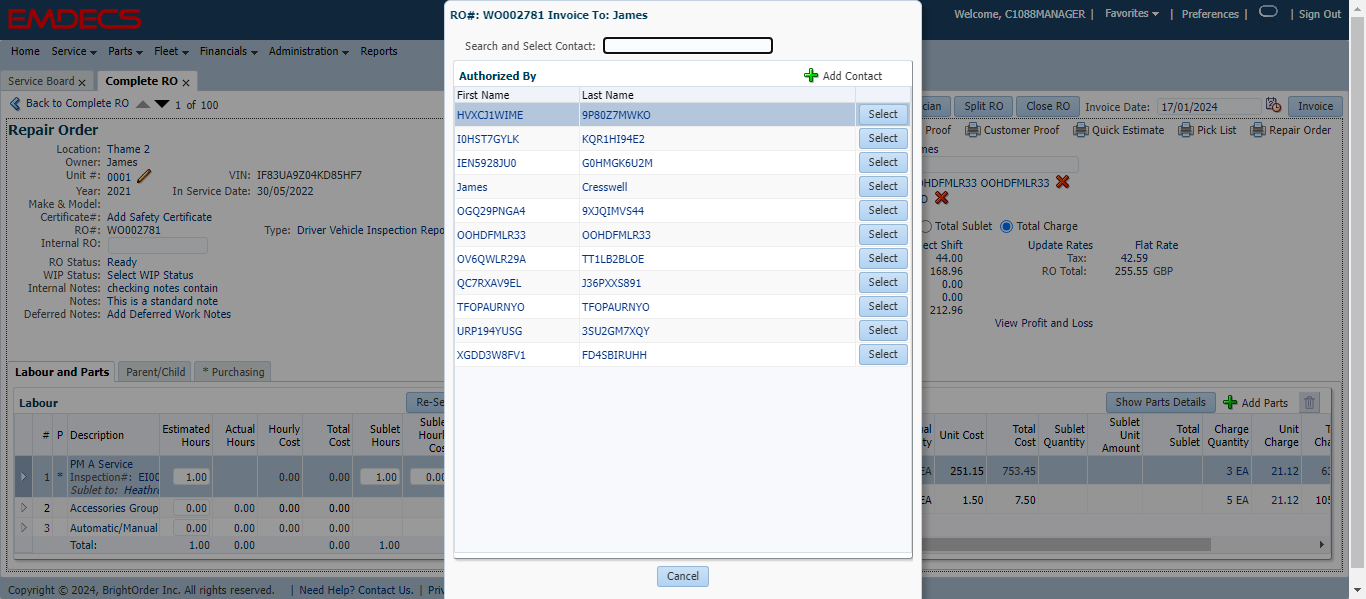 EMDECS
Welcome, C1088MANAGER | Favorites | Preferences | | Sign Out
Home Service Parts Fleet Financials Administration Reports
Service Board x Complete RO x
Back to Complete RO 1 of 100
Split RO Close RO Invoice Date: 17/01/2024 Invoice
Proof Customer Proof Quick Estimate Pick List Repair Order
Repair Order
Location: Thame 2
Owner: James
Unit #: 0001 VIN: IF83UA9Z04KD85HF7
Year: 2021 In Service Date: 30/05/2022
Make & Model:
Certificate#: Add Safety Certificate
RO#: WO002781 Type: Driver Vehicle Inspection Repo
Internal RO:
RO Status: Ready
WIP Status: Select WIP Status
Internal Notes: checking notes contain
Notes: This is a standard note
Deferred Notes: Add Deferred Work Notes
OHDFMLR33 OOHDFMLR33
Total Sublet Total Charge
Shift Update Rates Flat Rate
44.00 Tax: 42.59
168.96 RO Total: 255.55 GBP
0.00
0.00
212.96
View Profit and Loss
RO#: WO002781 Invoice To: James
Search and Select Contact:
Authorized By Add Contact
First Name Last Name
HVXCJ1WIME 9P80Z7MWKO Select
I0HST7GYLK KQR1HI94E2 Select
IEN5928JU0 G0HMGK6U2M Select
James Cresswell Select
OGQ29PNGA4 9XJQIMVS44 Select
OOHDFMLR33 OOHDFMLR33 Select
OV6QWLR29A TT1LB2BLOE Select
QC7RXAV9EL J36PXXS891 Select
TFOPAURNYO TFOPAURNYO Select
URP194YUSG 3SU2GM7XQY Select
XGDD3W8FV1 FD4SBIRUHH Select
Cancel
Labour and Parts Parent/Child * Purchasing
Labour Re-Se
# P Description Estimated Hours Actual Hours Hourly Cost Total Cost Sublet Hours Suble Hourl Cos
1 * PM A Service 1.00 0.00 0.00 1.00 0.00
Inspection#: EI00
Sublet to: Heathr
2 Accessories Group 0.00 0.00 0.00 0.00
3 Automatic/Manual 0.00 0.00 0.00 0.00
Total: 1.00 0.00 0.00 1.00
Show Parts Details Add Parts
Unit Cost Total Cost Sublet Quantity Sublet Unit Amount Total Sublet Charge Quantity Unit Charge
EA 251.15 753.45 3 EA 21.12
EA 1.50 7.50 5 EA 21.12 105
Copyright © 2024, BrightOrder Inc. All rights reserved. | Need Help? Contact Us. | Priv